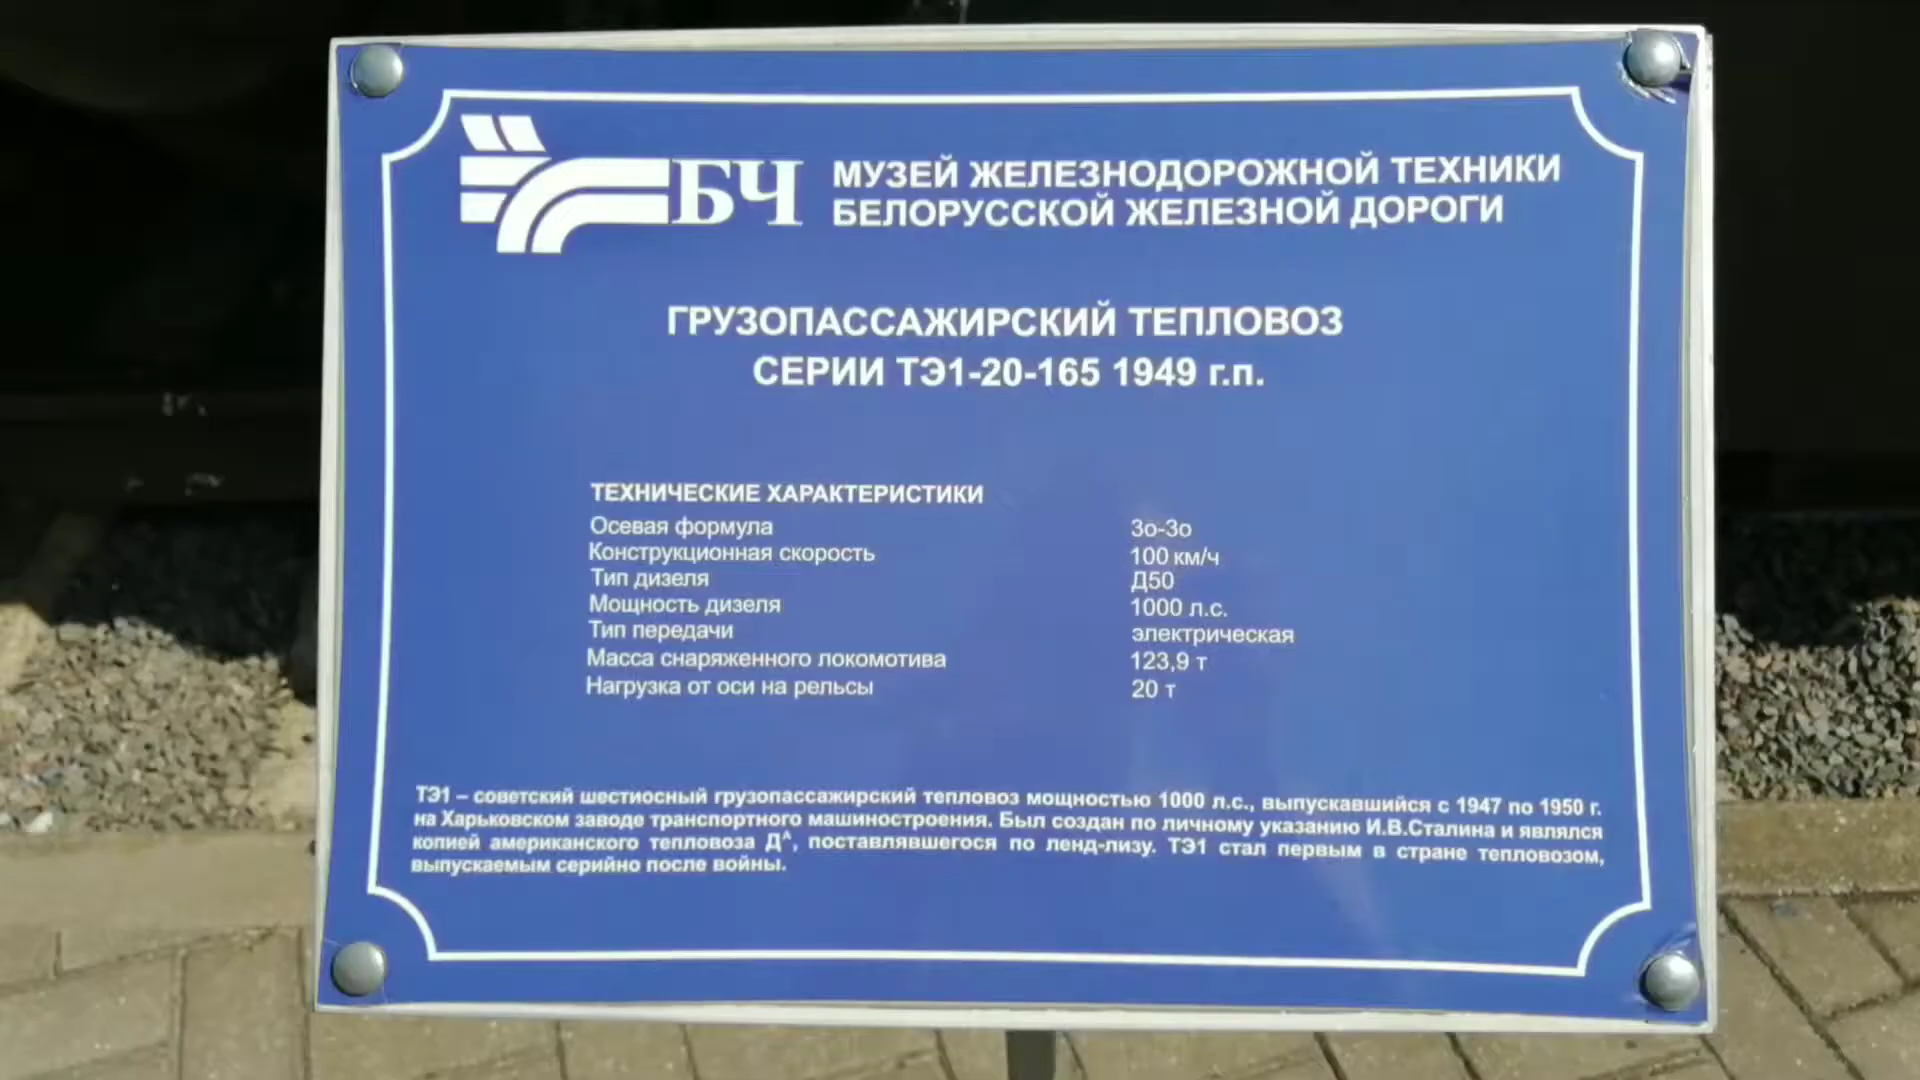 БЧ
МУЗЕЙ ЖЕЛЕЗНОДОРОЖНОЙ ТЕХНИКИ
БЕЛОРУССКОЙ ЖЕЛЕЗНОЙ ДОРОГИ
ГРУЗОПАССАЖИРСКИЙ ТЕПЛОВОЗ
СЕРИИ ТЭ1-20-165 1949 г.п.
ТЕХНИЧЕСКИЕ ХАРАКТЕРИСТИКИ
Осевая формула 3о-3о
Конструкционная скорость 100 км/ч
Тип дизеля Д50
Мощность дизеля 1000 л.с.
Тип передачи электрическая
Масса снаряженного локомотива 123,9 т
Нагрузка от оси на рельсы 20 т
ТЭ1 – советский шестиосный грузопассажирский тепловоз мощностью 1000 л.с., выпускавшийся с 1947 по 1950 г.
на Харьковском заводе транспортного машиностроения. Был создан по личному указанию И.В.Сталина и являлся
копией американского тепловоза Дᴬ, поставлявшегося по ленд-лизу. ТЭ1 стал первым в стране тепловозом,
выпускаемым серийно после войны.